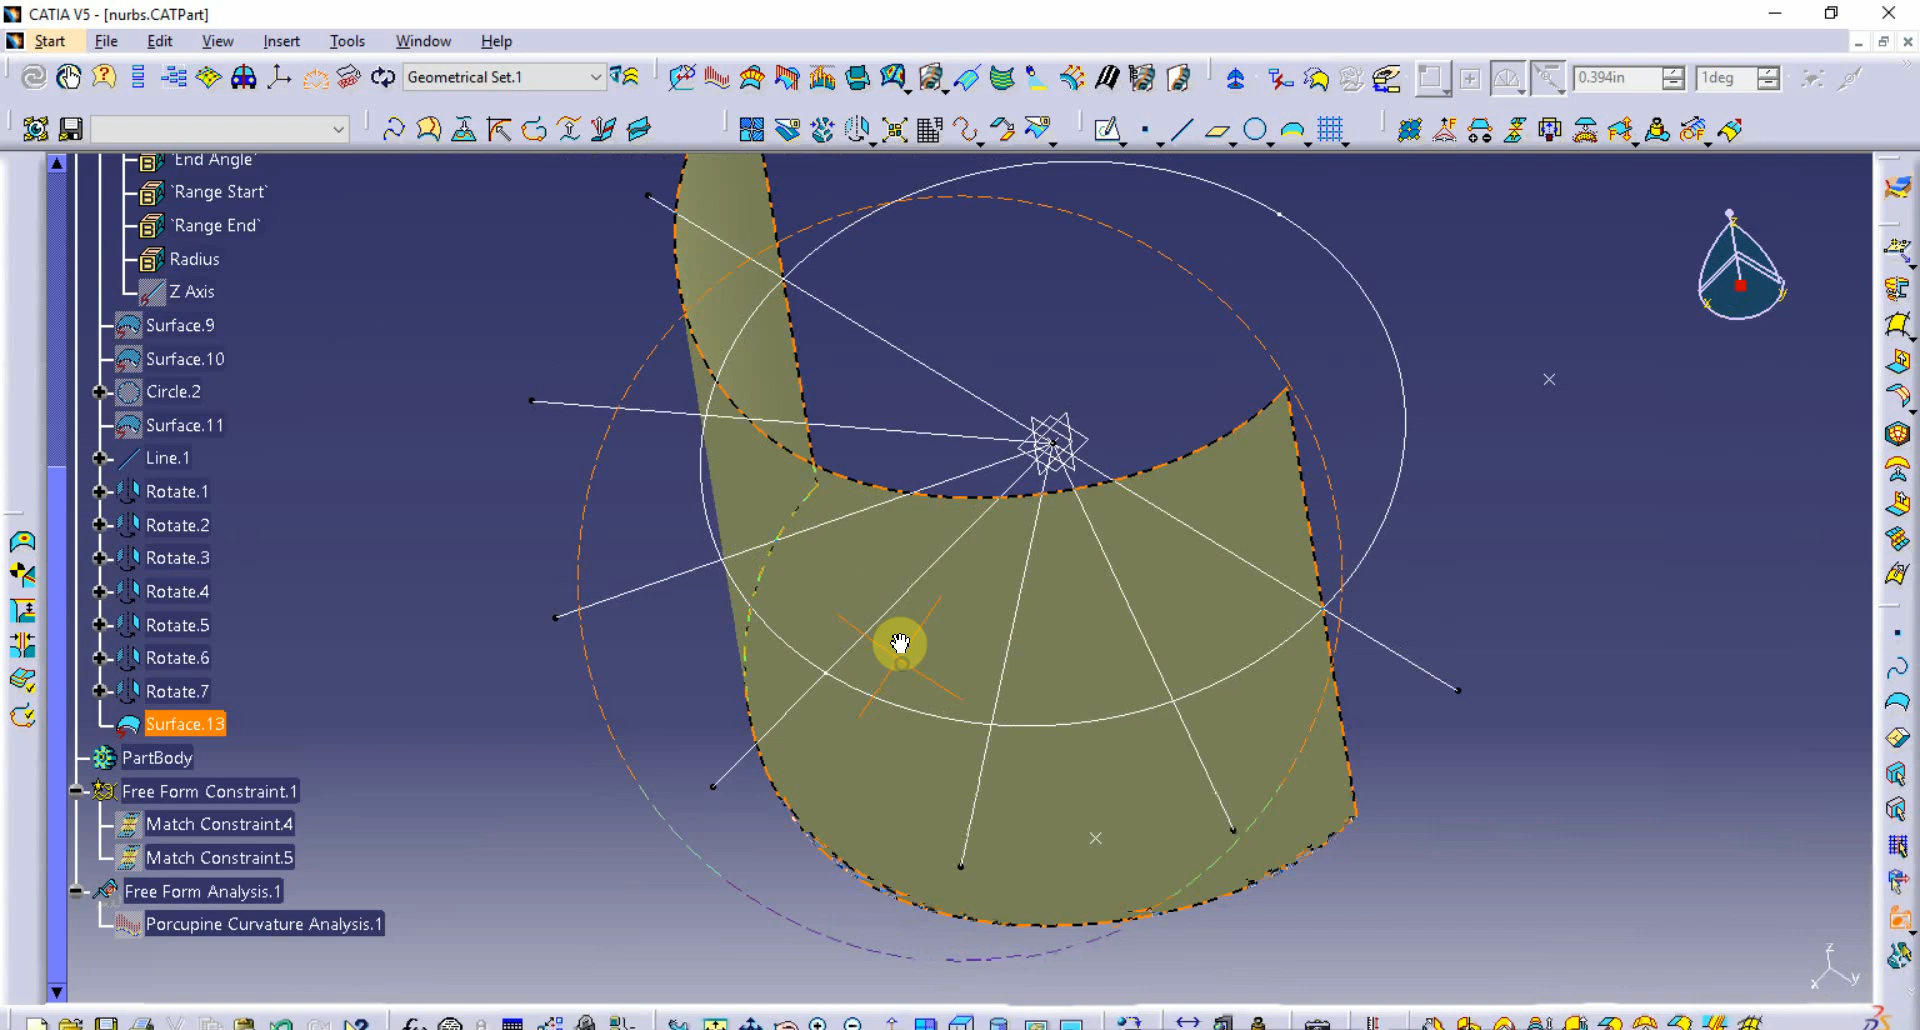 CATIA V5 - [nurbs.CATPart]
Start File Edit View Insert Tools Window Help
Geometrical Set.1
0.394in
1deg
`End Angle`
`Range Start`
`Range End`
Radius
Z Axis
Surface.9
Surface.10
Circle.2
Surface.11
Line.1
Rotate.1
Rotate.2
Rotate.3
Rotate.4
Rotate.5
Rotate.6
Rotate.7
Surface.13
PartBody
Free Form Constraint.1
Match Constraint.4
Match Constraint.5
Free Form Analysis.1
Porcupine Curvature Analysis.1
z
x
y
z
x
y